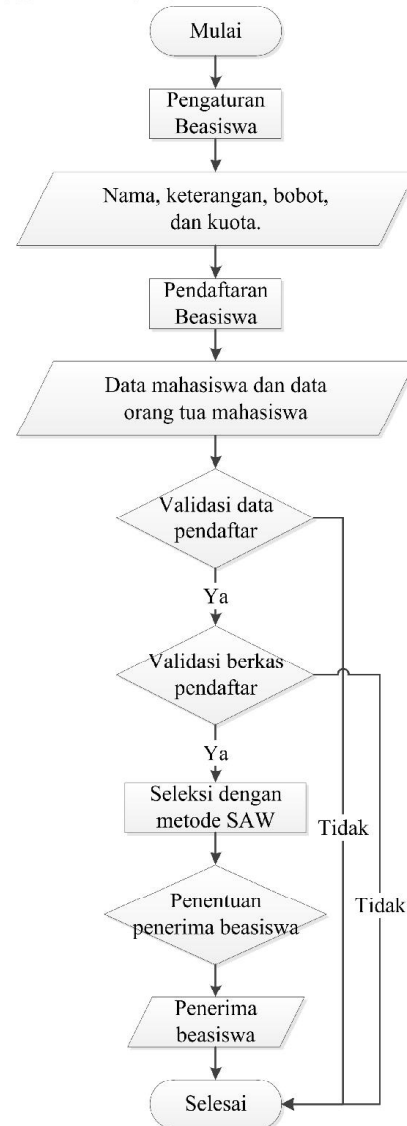 Mulai
Pengaturan
Beasiswa
Nama, keterangan, bobot,
dan kuota.
Pendaftaran
Beasiswa
Data mahasiswa dan data
orang tua mahasiswa
Validasi data
pendaftar
Ya
Validasi berkas
pendaftar
Ya
Seleksi dengan
metode SAW
Tidak
Penentuan
penerima beasiswa
Tidak
Penerima
beasiswa
Selesai